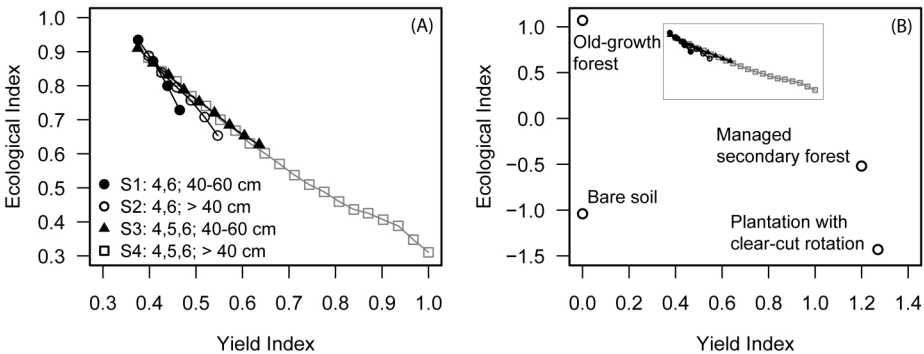 (A)
Ecological Index
1.0
0.9
0.8
0.7
0.6
0.5
0.4
0.3
S1: 4,6; 40-60 cm
S2: 4,6; > 40 cm
S3: 4,5,6; 40-60 cm
S4: 4,5,6; > 40 cm
0.3 0.4 0.5 0.6 0.7 0.8 0.9 1.0
Yield Index
(B)
Ecological Index
1.0
0.5
0.0
−0.5
−1.0
−1.5
Old-growth
forest
Managed
secondary forest
Bare soil
Plantation with
clear-cut rotation
0.0 0.2 0.4 0.6 0.8 1.0 1.2 1.4
Yield Index